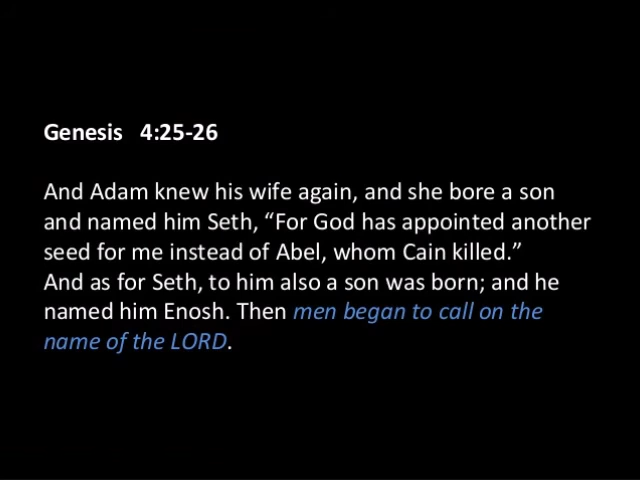 Genesis   4:25-26
And Adam knew his wife again, and she bore a son
and named him Seth, “For God has appointed another
seed for me instead of Abel, whom Cain killed.”
And as for Seth, to him also a son was born; and he
named him Enosh. Then men began to call on the
name of the LORD.